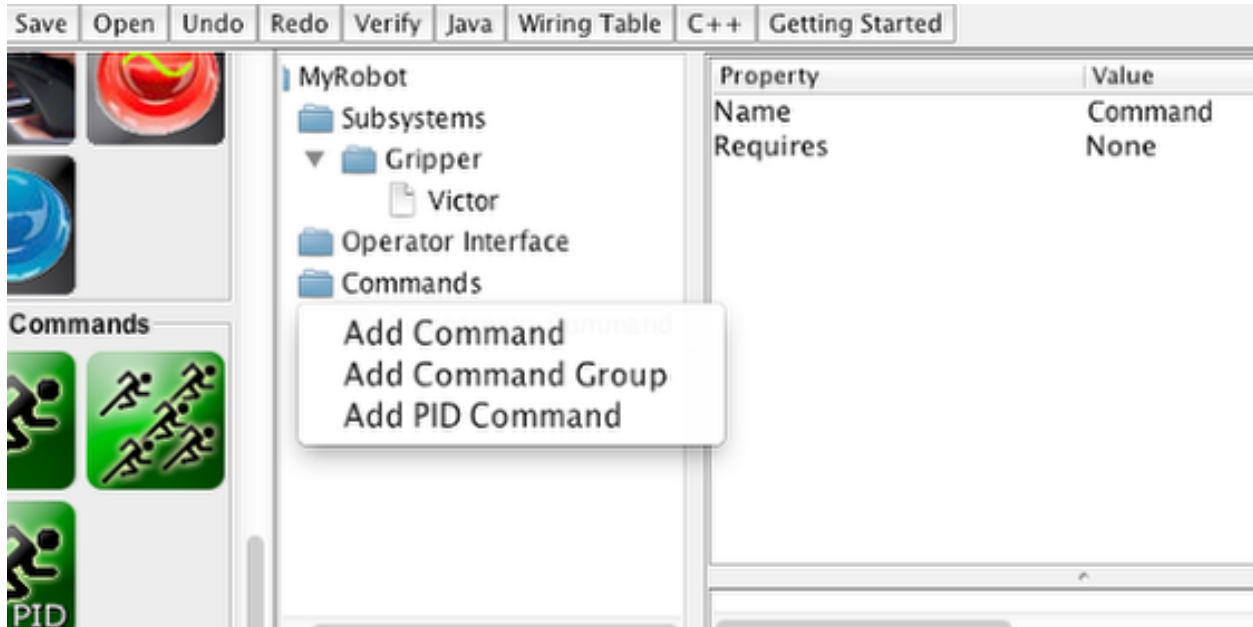 Save Open Undo Redo Verify Java Wiring Table C++ Getting Started
Commands
PID
MyRobot
Subsystems
Gripper
Victor
Operator Interface
Commands
Add Command
Add Command Group
Add PID Command
Property Value
Name Command
Requires None